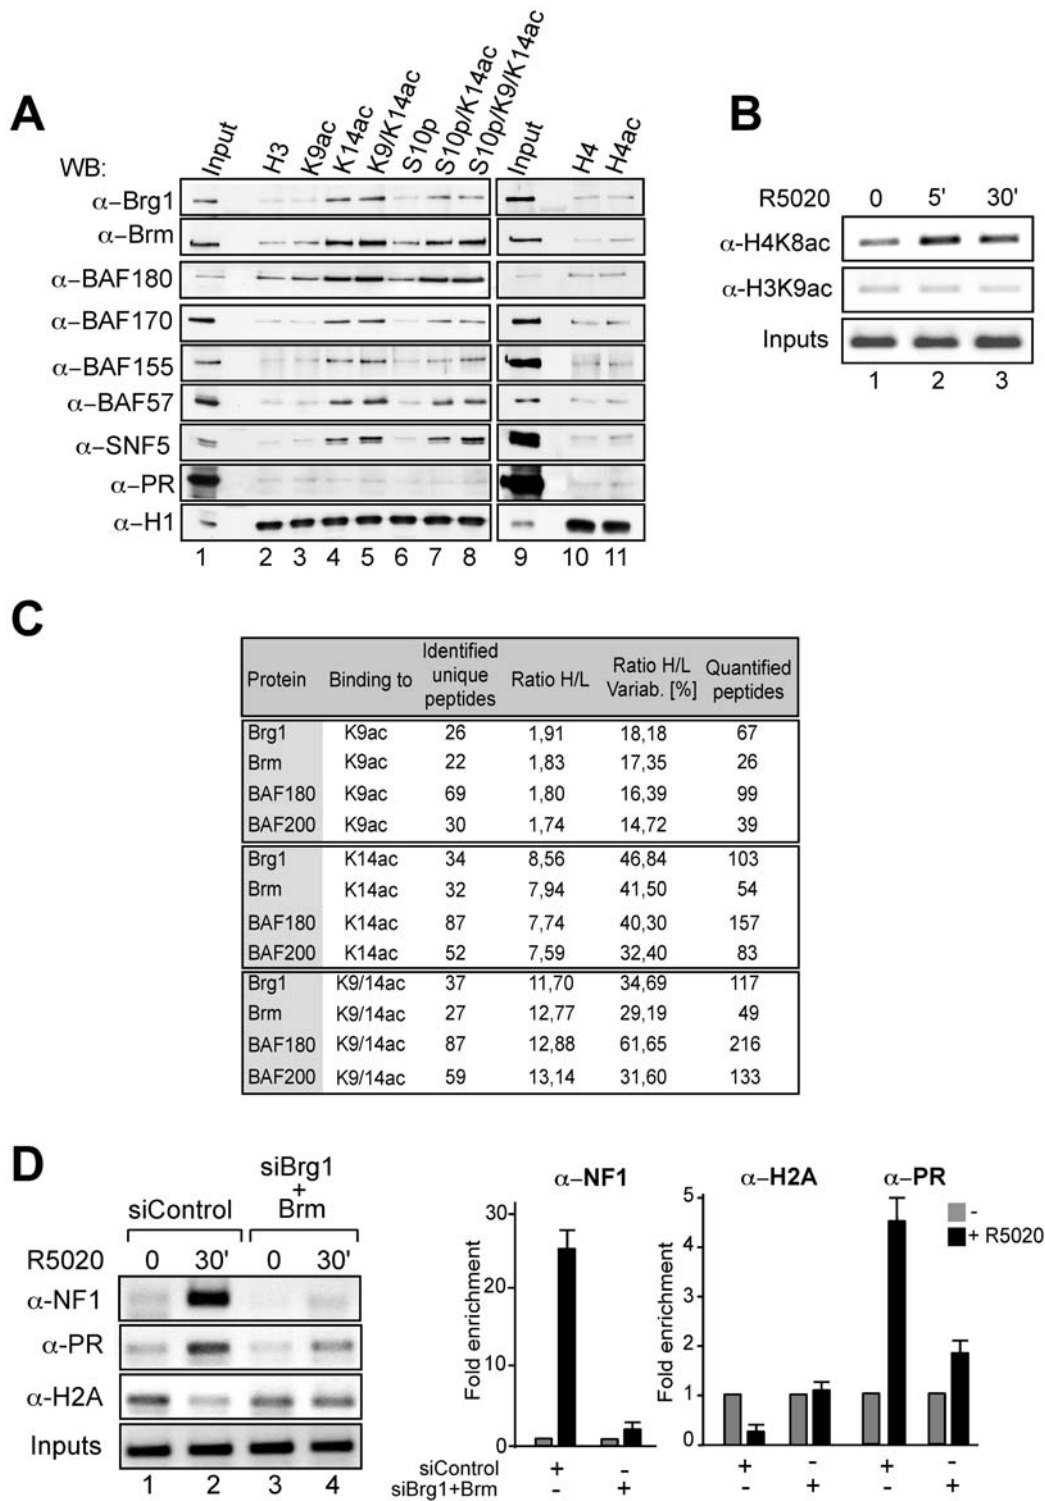 A
B
WB:
Input H3 K9ac K14ac K9/K14ac S10p S10p/K14ac S10p/K9/K14ac Input H4 H4ac
α–Brg1
α–Brm
α–BAF180
α–BAF170
α–BAF155
α–BAF57
α–SNF5
α–PR
α–H1
1 2 3 4 5 6 7 8 9 10 11
R5020 0 5' 30'
α-H4K8ac
α-H3K9ac
Inputs
1 2 3
C
Protein Binding to Identified unique peptides Ratio H/L Ratio H/L Variab. [%] Quantified peptides
Brg1 K9ac 26 1,91 18,18 67
Brm K9ac 22 1,83 17,35 26
BAF180 K9ac 69 1,80 16,39 99
BAF200 K9ac 30 1,74 14,72 39
Brg1 K14ac 34 8,56 46,84 103
Brm K14ac 32 7,94 41,50 54
BAF180 K14ac 87 7,74 40,30 157
BAF200 K14ac 52 7,59 32,40 83
Brg1 K9/14ac 37 11,70 34,69 117
Brm K9/14ac 27 12,77 29,19 49
BAF180 K9/14ac 87 12,88 61,65 216
BAF200 K9/14ac 59 13,14 31,60 133
D
siBrg1
+
siControl Brm
R5020 0 30' 0 30'
α-NF1
α-PR
α-H2A
Inputs
1 2 3 4
α–NF1
Fold enrichment
30
20
10
0
siControl + -
siBrg1+Brm - +
α–H2A α–PR
Fold enrichment
5
4
3
2
1
0
-
+ R5020
+ - + -
- + - +